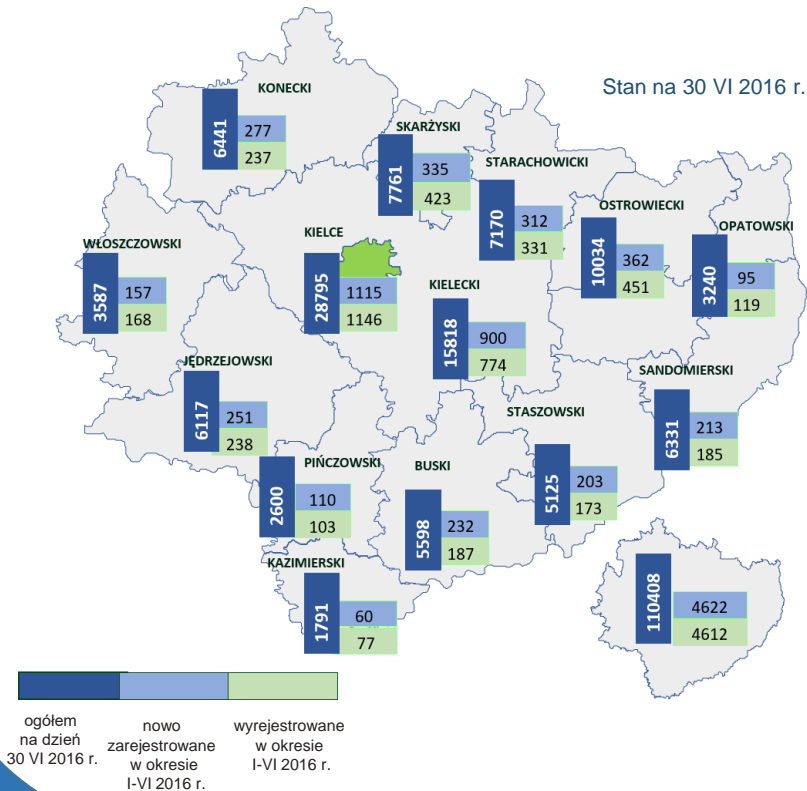 Stan na 30 VI 2016 r.
KONECKI
6441
277
237
SKARŻYSKI
7761
335
423
STARACHOWICKI
7170
312
331
OSTROWIECKI
10034
362
451
OPATOWSKI
3240
95
119
WŁOSZCZOWSKI
3587
157
168
KIELCE
28795
1115
1146
KIELECKI
15818
900
774
JĘDRZEJOWSKI
6117
251
238
SANDOMIERSKI
6331
213
185
STASZOWSKI
5125
203
173
PIŃCZOWSKI
2600
110
103
BUSKI
5598
232
187
KAZIMIERSKI
1791
60
77
110408
4622
4612
ogółem
na dzień
30 VI 2016 r.
nowo
zarejestrowane
w okresie
I-VI 2016 r.
wyrejestrowane
w okresie
I-VI 2016 r.